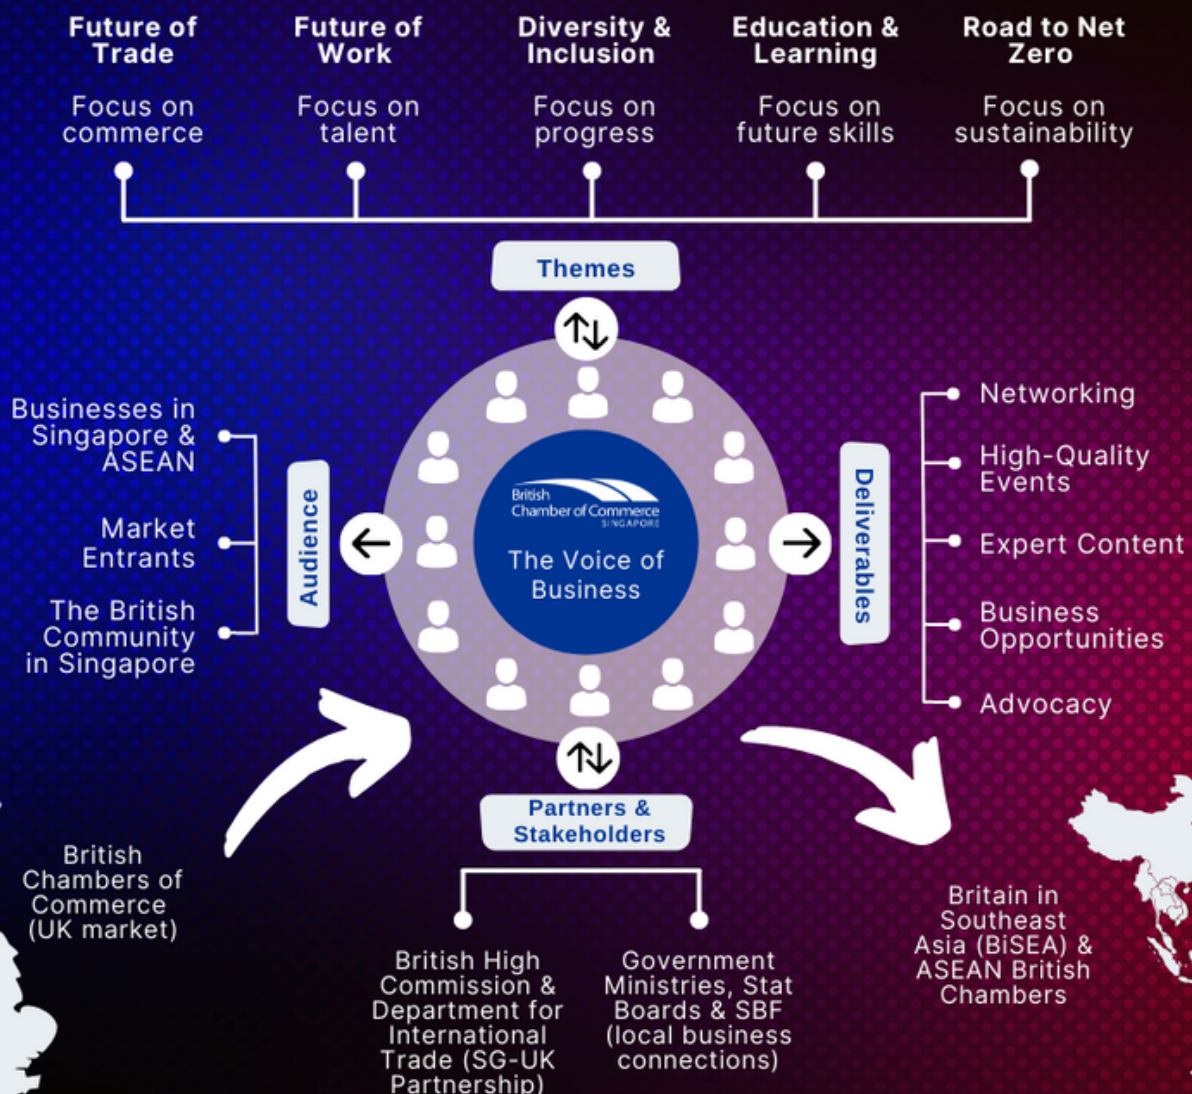 Future of
Trade
Focus on
commerce
Future of
Work
Focus on
talent
Diversity &
Inclusion
Focus on
progress
Education &
Learning
Focus on
future skills
Road to Net
Zero
Focus on
sustainability
Themes
Businesses in
Singapore &
ASEAN
Market
Entrants
The British
Community
in Singapore
Audience
British
Chamber of Commerce
SINGAPORE
The Voice of
Business
Deliverables
Networking
High-Quality
Events
Expert Content
Business
Opportunities
Advocacy
Partners &
Stakeholders
British
Chambers of
Commerce
(UK market)
British High
Commission &
Department for
International
Trade (SG-UK
Partnership)
Government
Ministries, Stat
Boards & SBF
(local business
connections)
Britain in
Southeast
Asia (BiSEA) &
ASEAN British
Chambers